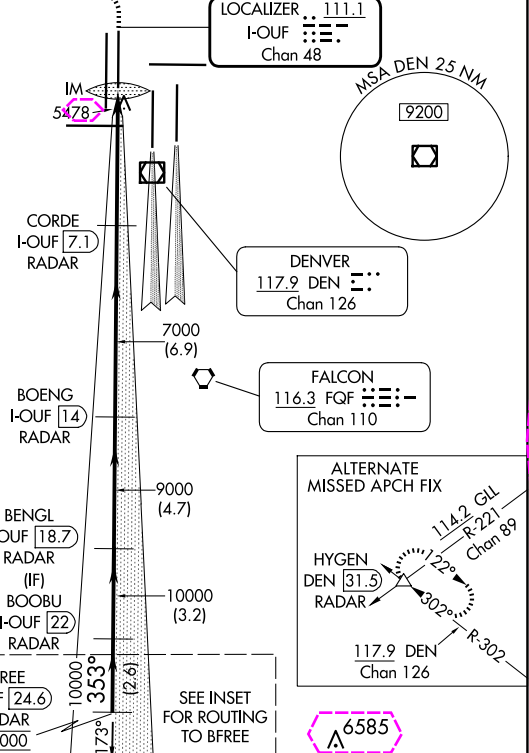 LOCALIZER 111.1
I-OUF
Chan 48
IM
5478
MSA DEN 25 NM
9200
CORDE
I-OUF 7.1
RADAR
DENVER
117.9 DEN
Chan 126
7000
(6.9)
FALCON
116.3 FQF
Chan 110
BOENG
I-OUF 14
RADAR
9000
(4.7)
BENGL
OUF 18.7
RADAR
(IF)
BOOBU
I-OUF 22
RADAR
10000
(3.2)
ALTERNATE
MISSED APCH FIX
114.2 GLL
R-221
Chan 89
HYGEN
DEN 31.5
RADAR
122°
302°
R-302
117.9 DEN
Chan 126
REE
F 24.6
DAR
000
10000
353°
(2.6)
173°
SEE INSET
FOR ROUTING
TO BFREE
6585